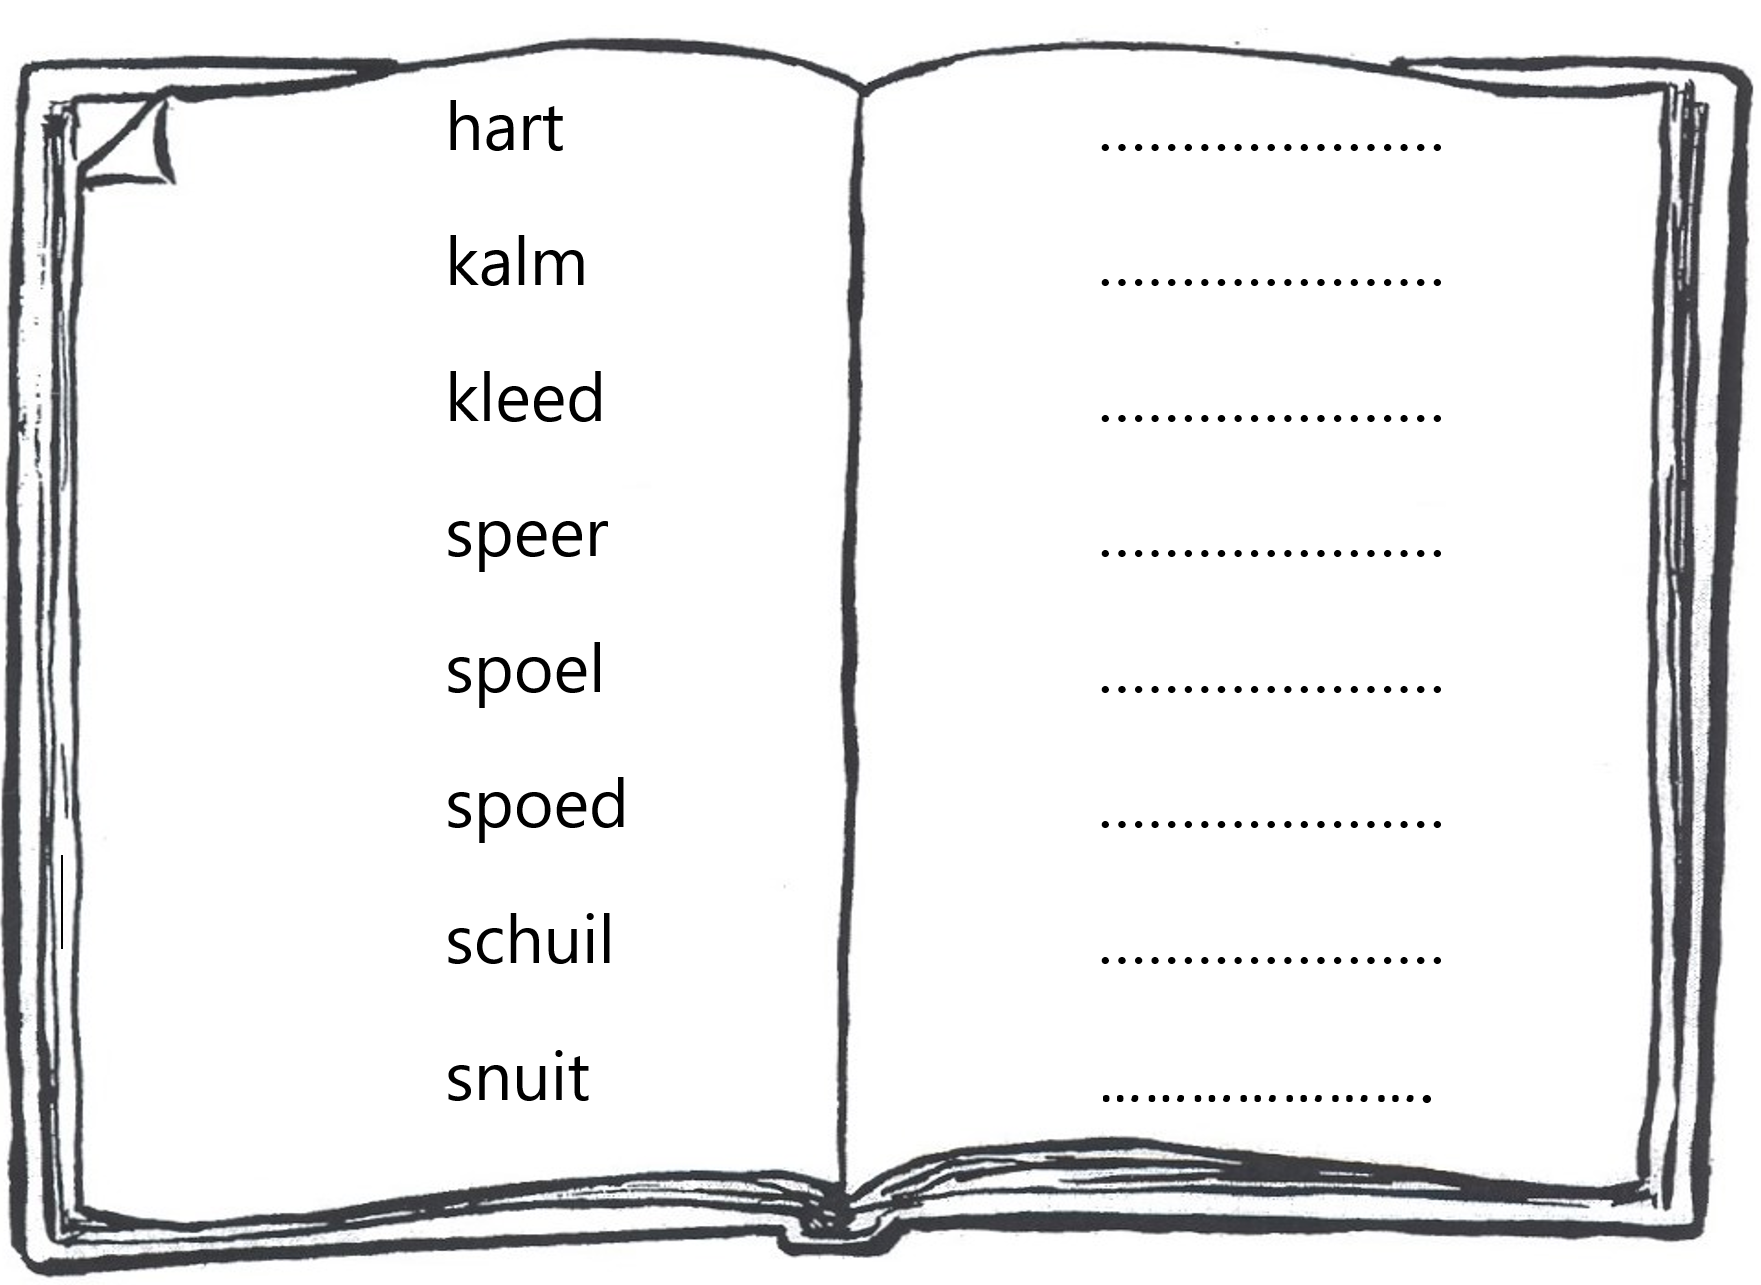 hart .....................
kalm .....................
kleed .....................
speer .....................
spoel .....................
spoed .....................
schuil .....................
snuit ………………….